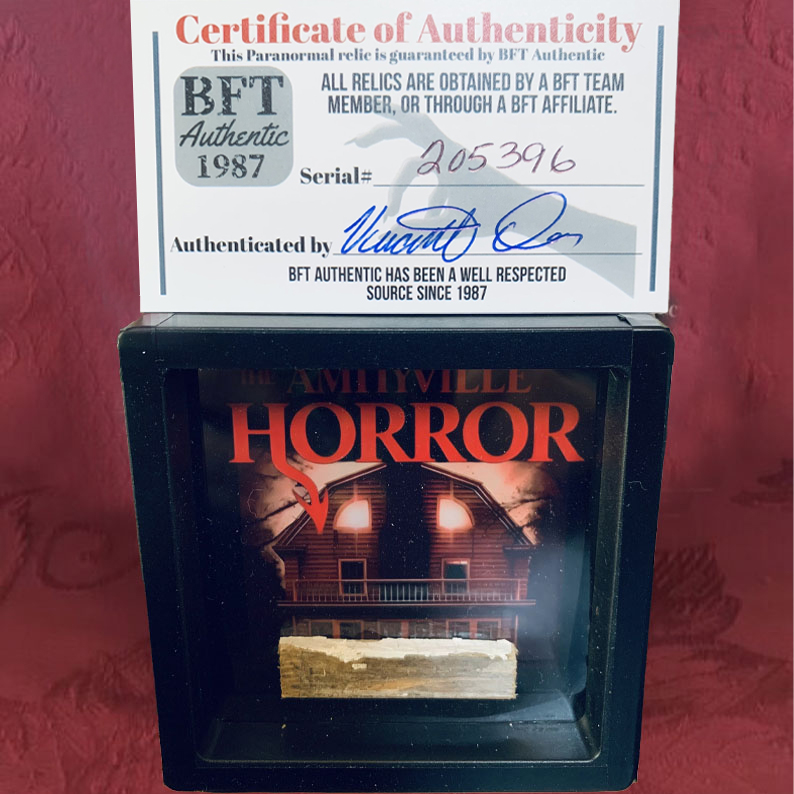 Certificate of Authenticity
This Paranormal relic is guaranteed by BFT Authentic
BFT
Authentic
1987
ALL RELICS ARE OBTAINED BY A BFT TEAM
MEMBER, OR THROUGH A BFT AFFILIATE.
Serial# 205396
Authenticated by Vincent
BFT AUTHENTIC HAS BEEN A WELL RESPECTED
SOURCE SINCE 1987
THE AMITYVILLE
HORROR